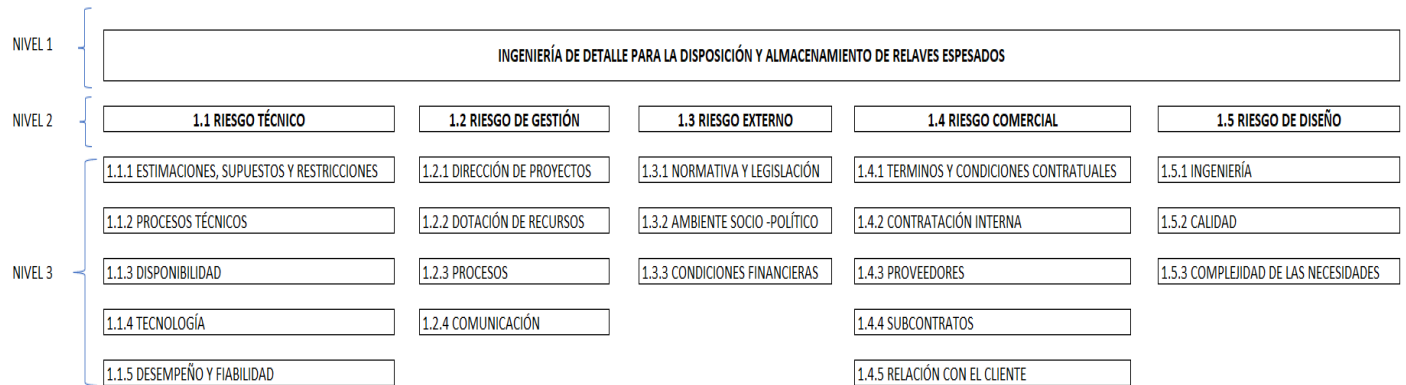 NIVEL 1
INGENIERÍA DE DETALLE PARA LA DISPOSICIÓN Y ALMACENAMIENTO DE RELAVES ESPESADOS
NIVEL 2
1.1 RIESGO TÉCNICO
1.2 RIESGO DE GESTIÓN
1.3 RIESGO EXTERNO
1.4 RIESGO COMERCIAL
1.5 RIESGO DE DISEÑO
NIVEL 3
1.1.1 ESTIMACIONES, SUPUESTOS Y RESTRICCIONES
1.1.2 PROCESOS TÉCNICOS
1.1.3 DISPONIBILIDAD
1.1.4 TECNOLOGÍA
1.1.5 DESEMPEÑO Y FIABILIDAD
1.2.1 DIRECCIÓN DE PROYECTOS
1.2.2 DOTACIÓN DE RECURSOS
1.2.3 PROCESOS
1.2.4 COMUNICACIÓN
1.3.1 NORMATIVA Y LEGISLACIÓN
1.3.2 AMBIENTE SOCIO -POLÍTICO
1.3.3 CONDICIONES FINANCIERAS
1.4.1 TERMINOS Y CONDICIONES CONTRATUALES
1.4.2 CONTRATACIÓN INTERNA
1.4.3 PROVEEDORES
1.4.4 SUBCONTRATOS
1.4.5 RELACIÓN CON EL CLIENTE
1.5.1 INGENIERÍA
1.5.2 CALIDAD
1.5.3 COMPLEJIDAD DE LAS NECESIDADES